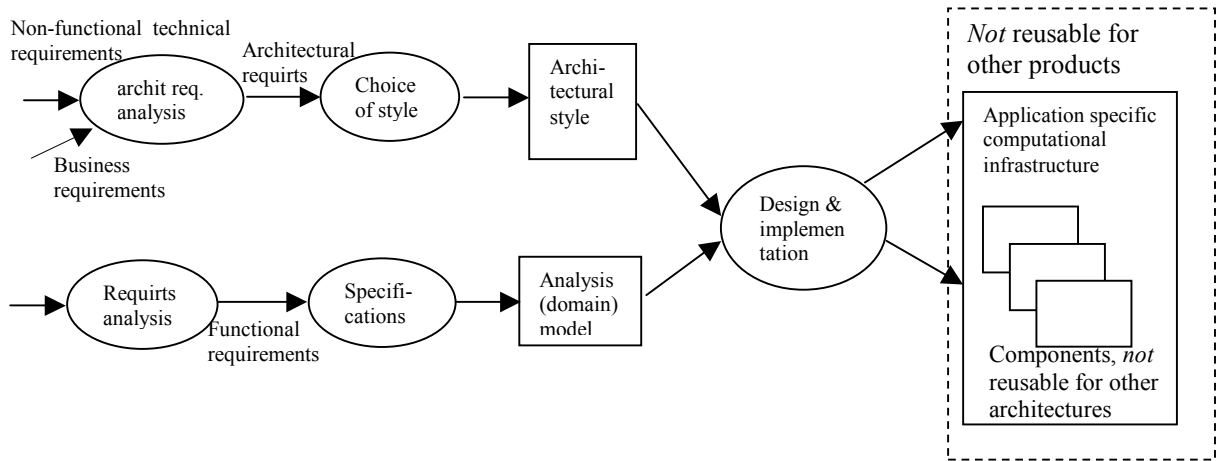 Non-functional technical
requirements
Architectural
requirts
archit req.
analysis
Choice
of style
Archi-
tectural
style
Business
requirements
Requirts
analysis
Functional
requirements
Specifi-
cations
Analysis
(domain)
model
Design &
implemen
tation
Not reusable for
other products
Application specific
computational
infrastructure
Components, not
reusable for other
architectures